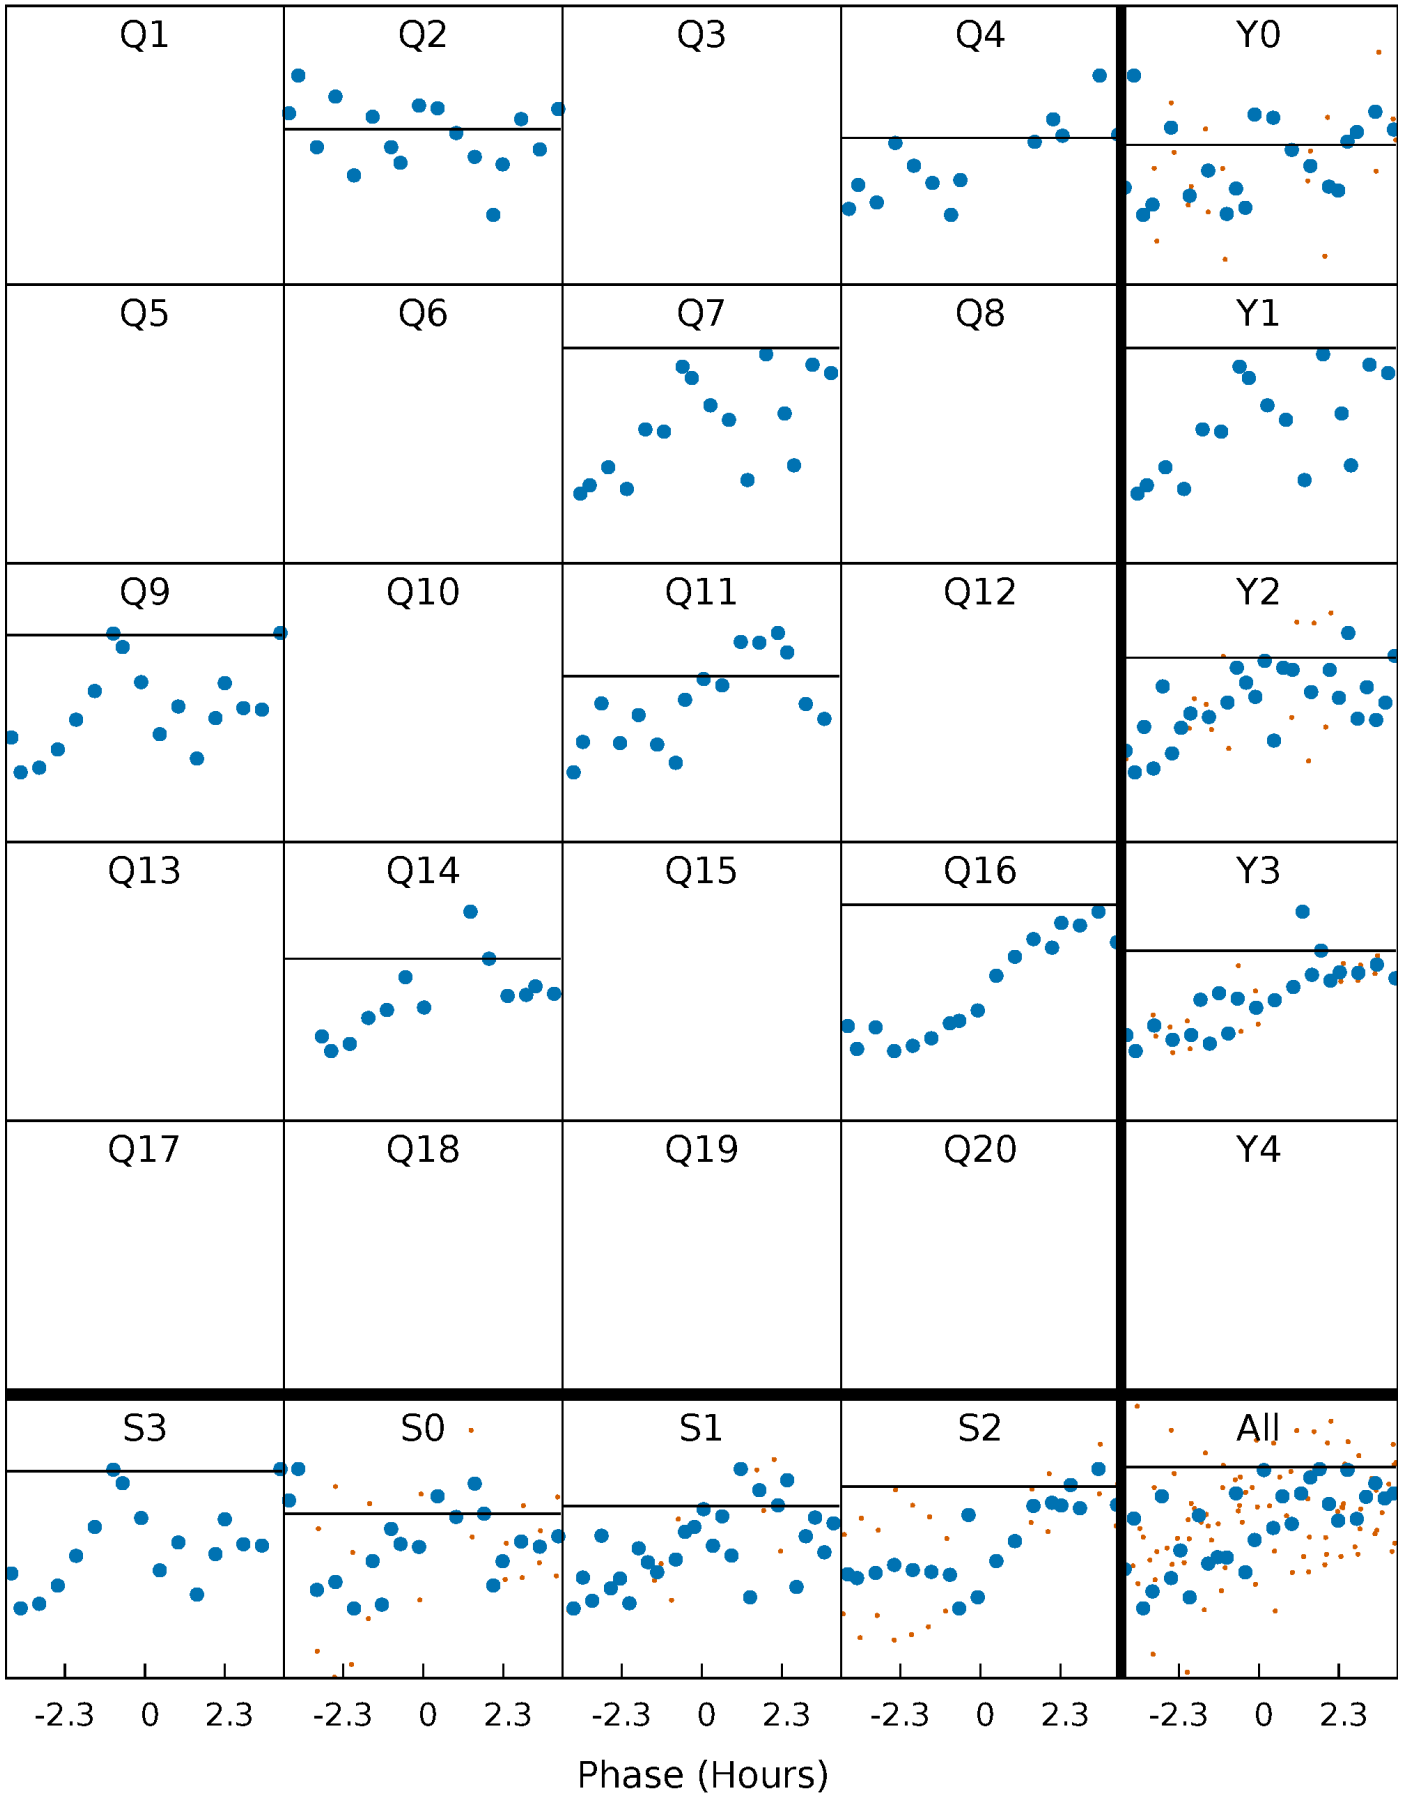 Q1 Q2 Q3 Q4 Y0
Q5 Q6 Q7 Q8 Y1
Q9 Q10 Q11 Q12 Y2
Q13 Q14 Q15 Q16 Y3
Q17 Q18 Q19 Q20 Y4
S3 S0 S1 S2 All
-2.3 0 2.3 -2.3 0 2.3 -2.3 0 2.3 -2.3 0 2.3 -2.3 0 2.3
Phase (Hours)